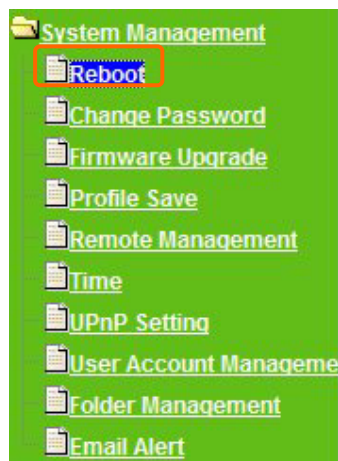 System Management
Reboot
Change Password
Firmware Upgrade
Profile Save
Remote Management
Time
UPnP Setting
User Account Manageme
Folder Management
Email Alert